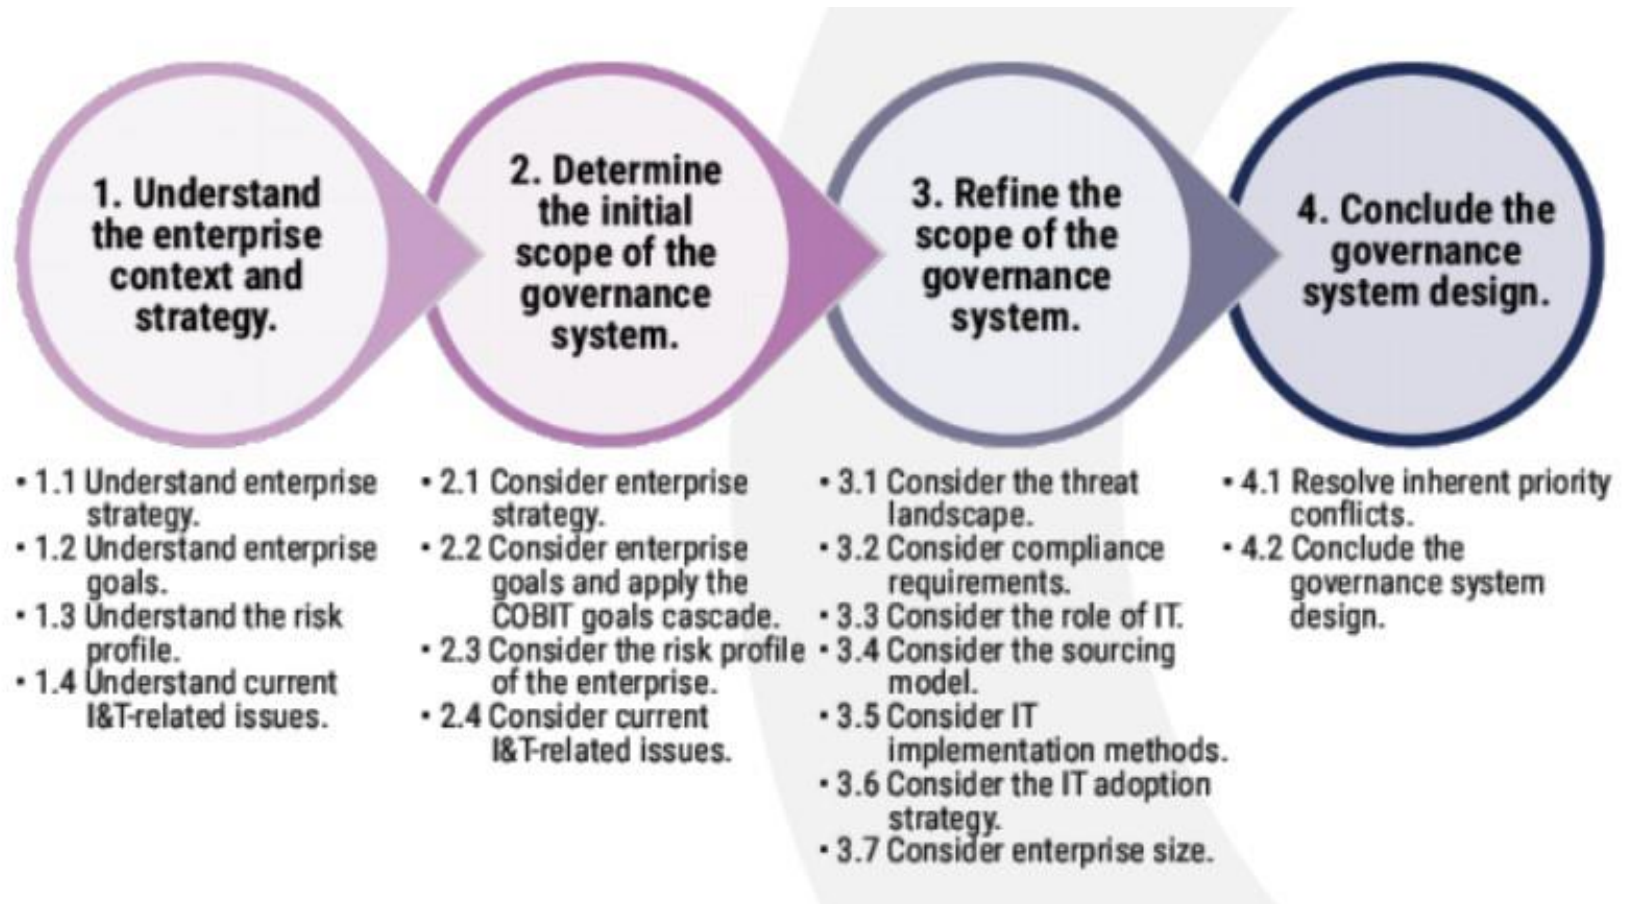 1. Understand
the enterprise
context and
strategy.
2. Determine
the initial
scope of the
governance
system.
3. Refine the
scope of the
governance
system.
4. Conclude the
governance
system design.
• 1.1 Understand enterprise
strategy.
• 1.2 Understand enterprise
goals.
• 1.3 Understand the risk
profile.
• 1.4 Understand current
I&T-related issues.
• 2.1 Consider enterprise
strategy.
• 2.2 Consider enterprise
goals and apply the
COBIT goals cascade.
• 2.3 Consider the risk profile
of the enterprise.
• 2.4 Consider current
I&T-related issues.
• 3.1 Consider the threat
landscape.
• 3.2 Consider compliance
requirements.
• 3.3 Consider the role of IT.
• 3.4 Consider the sourcing
model.
• 3.5 Consider IT
implementation methods.
• 3.6 Consider the IT adoption
strategy.
• 3.7 Consider enterprise size.
• 4.1 Resolve inherent priority
conflicts.
• 4.2 Conclude the
governance system
design.